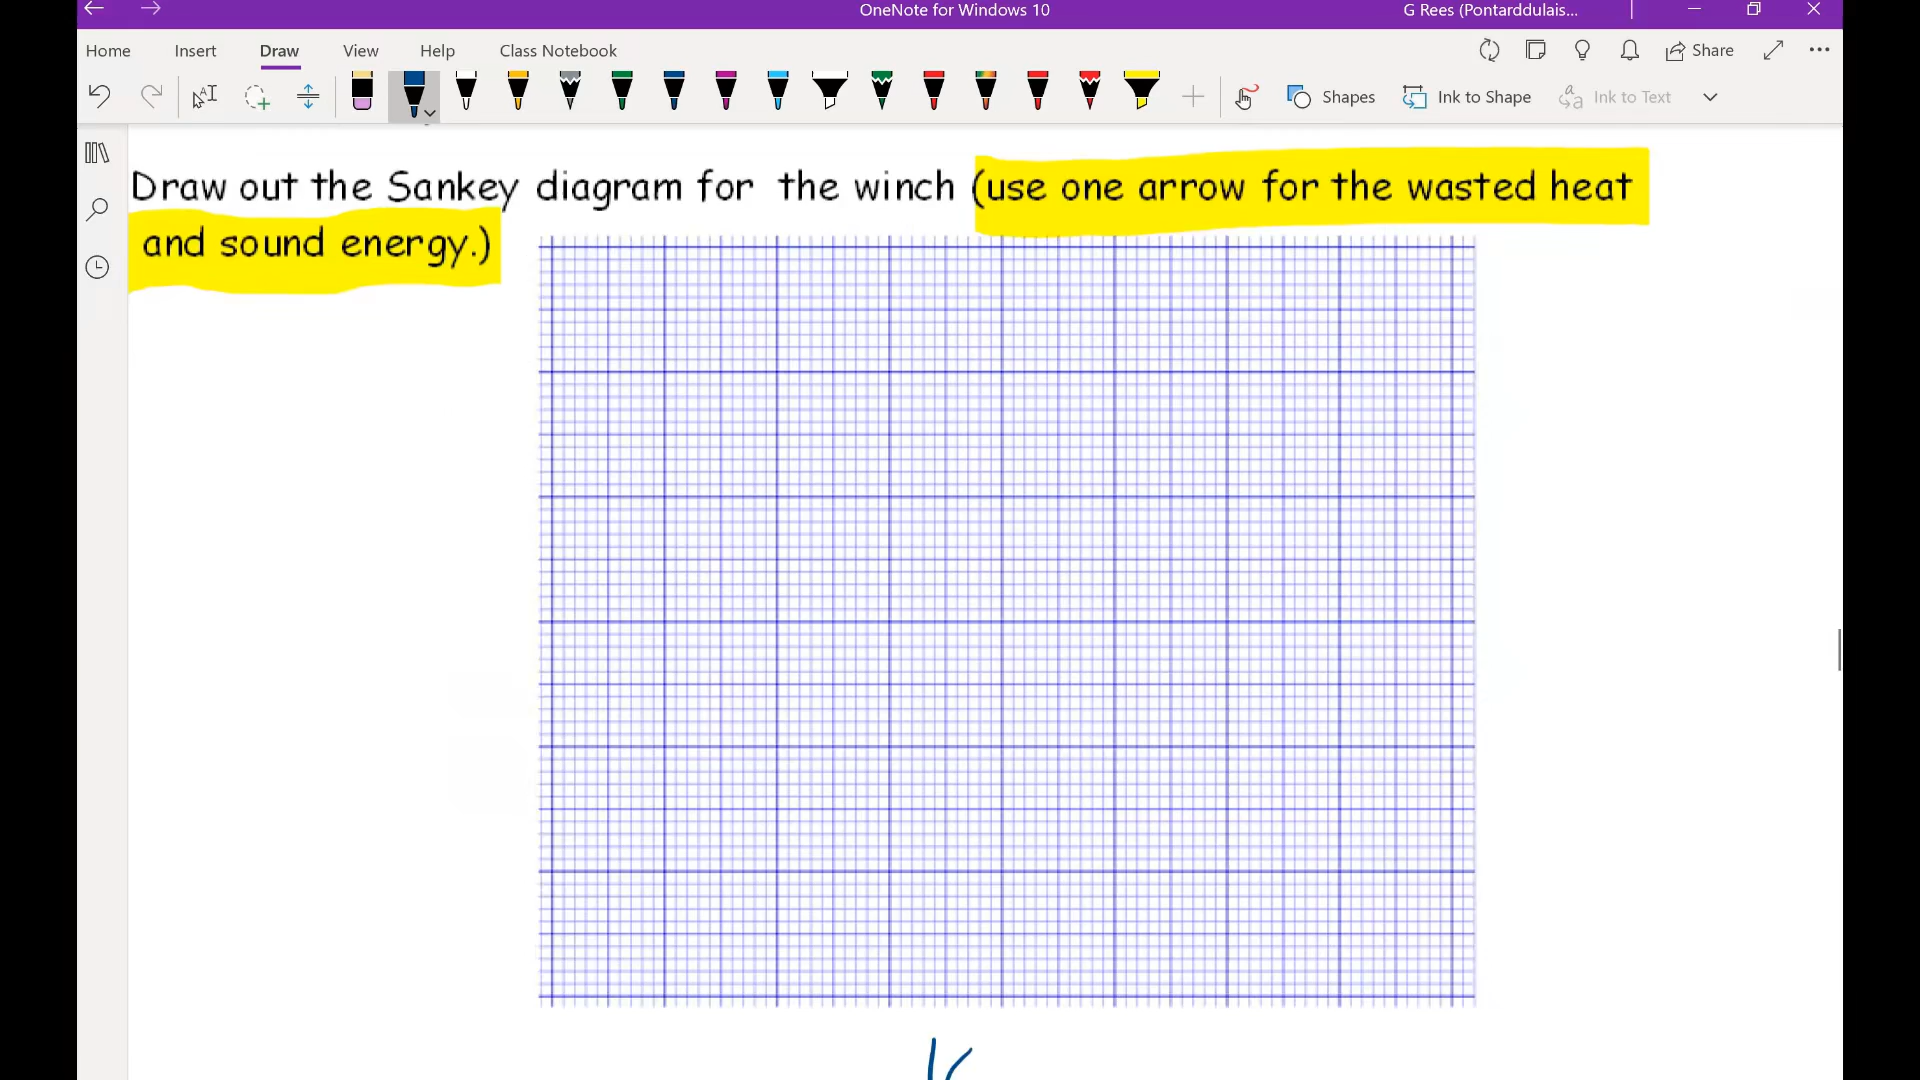 OneNote for Windows 10
G Rees (Pontarddulais...
Home Insert Draw View Help Class Notebook
Share
Shapes Ink to Shape Ink to Text
Draw out the Sankey diagram for the winch (use one arrow for the wasted heat
and sound energy.)